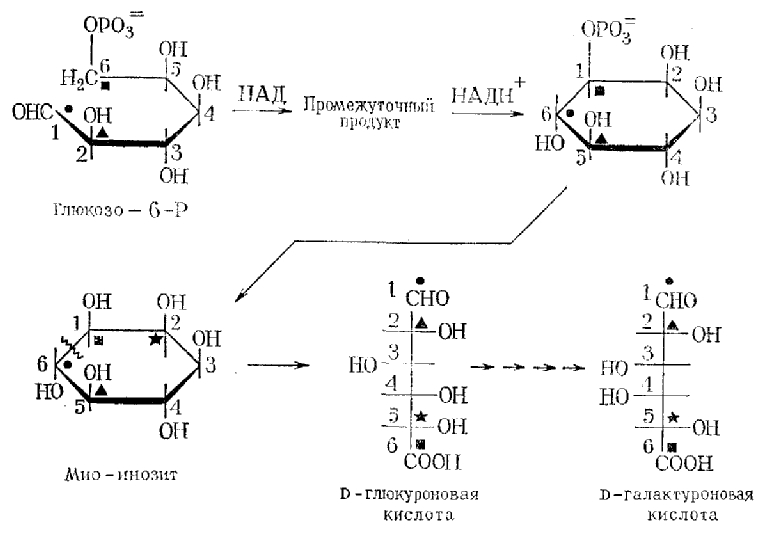 OPO₃⁼
OH
6
5
H₂C
OH
OHC
OH
4
1
2
3
OH
Глюкозо-6-Р
НАД
Промежуточный
продукт
НАДН⁺
OPO₃⁼
OH
1
2
OH
6
OH
3
HO
5
4
OH
OH
OH
1
2
OH
6
OH
3
HO
5
4
OH
Мио-инозит
1
CHO
2
OH
3
HO
4
OH
5
OH
6
COOH
D-глюкуроновая
кислота
1
CHO
2
OH
3
HO
4
HO
5
OH
6
COOH
D-галактуроновая
кислота